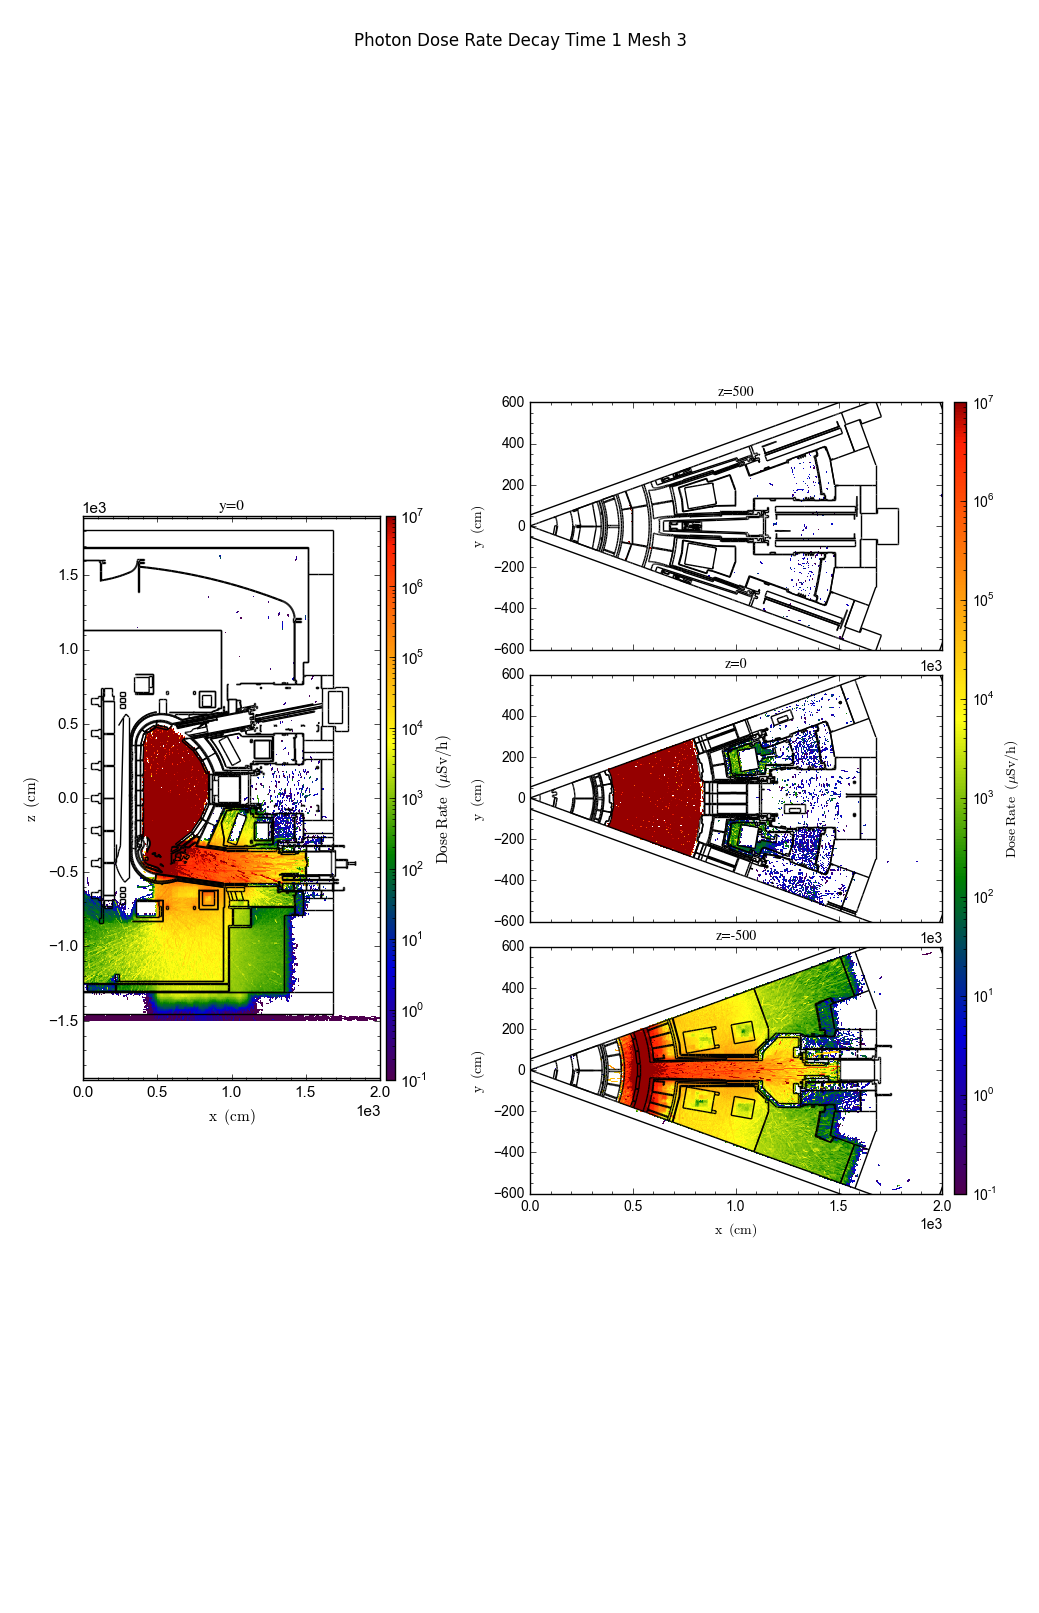 Photon Dose Rate Decay Time 1 Mesh 3
y=0
1e3
1.5
1.0
0.5
0.0
−0.5
−1.0
−1.5
z (cm)
0.0 0.5 1.0 1.5 2.0
1e3
x (cm)
10^7
10^6
10^5
10^4
10^3
10^2
10^1
10^0
10^-1
Dose Rate (μSv/h)
z=500
600
400
200
0
−200
−400
−600
y (cm)
1e3
z=0
600
400
200
0
−200
−400
−600
y (cm)
1e3
z=-500
600
400
200
0
−200
−400
−600
y (cm)
0.0 0.5 1.0 1.5 2.0
1e3
x (cm)
10^7
10^6
10^5
10^4
10^3
10^2
10^1
10^0
10^-1
Dose Rate (μSv/h)